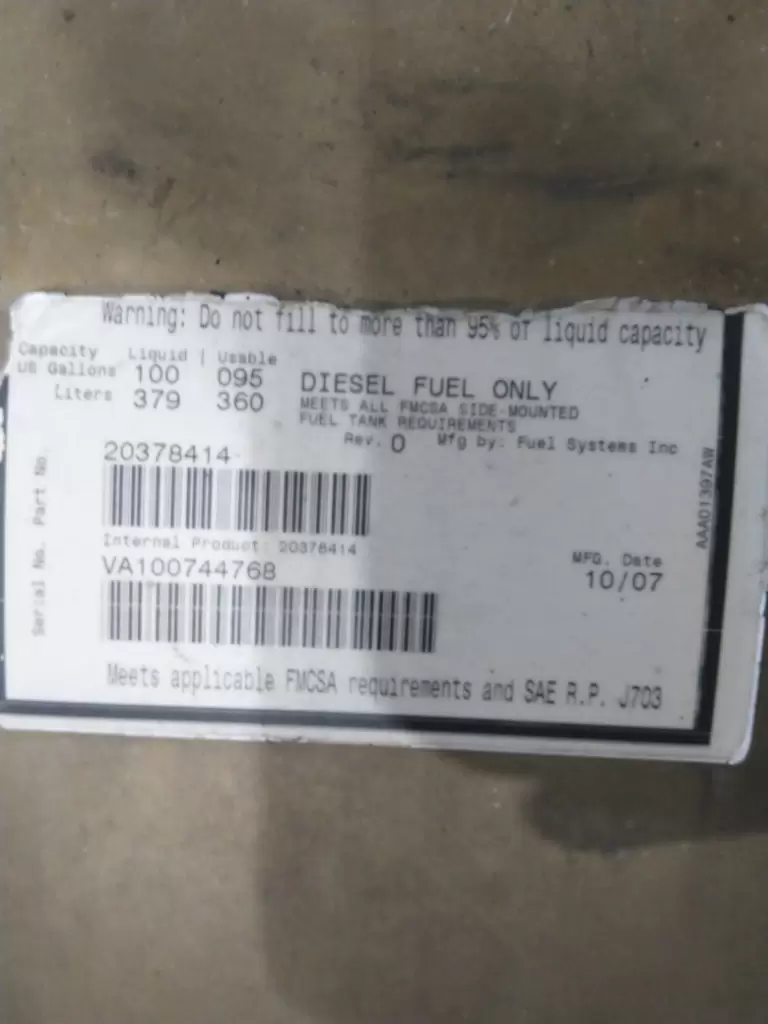 Warning: Do not fill to more than 95% of liquid capacity
Capacity Liquid | Usable
US Gallons 100 095
Liters 379 360
DIESEL FUEL ONLY
MEETS ALL FMCSA SIDE-MOUNTED
FUEL TANK REQUIREMENTS
Rev. 0 Mfg by: Fuel Systems Inc
Part No.
20378414
Internal Product: 20378414
Serial No.
VA100744768
MFG. Date
10/07
AAA01397AW
Meets applicable FMCSA requirements and SAE R.P. J703